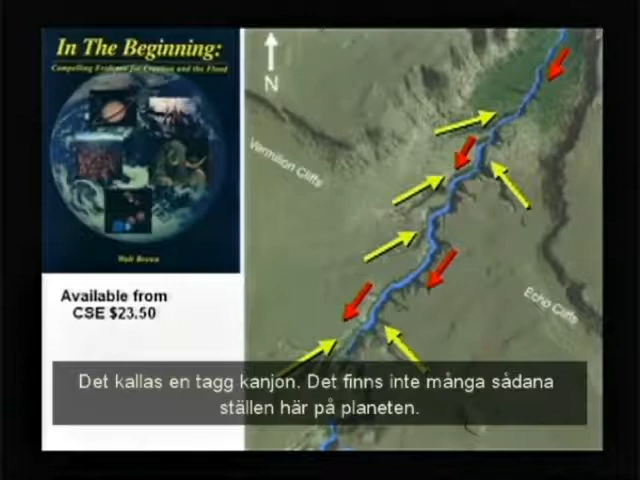 In The Beginning:
Compelling Evidence for Creation and the Flood
Walt Brown
Available from
CSE $23.50
N
Vermilion Cliffs
Echo Cliffs
Det kallas en tagg kanjon. Det finns inte många sådana
ställen här på planeten.